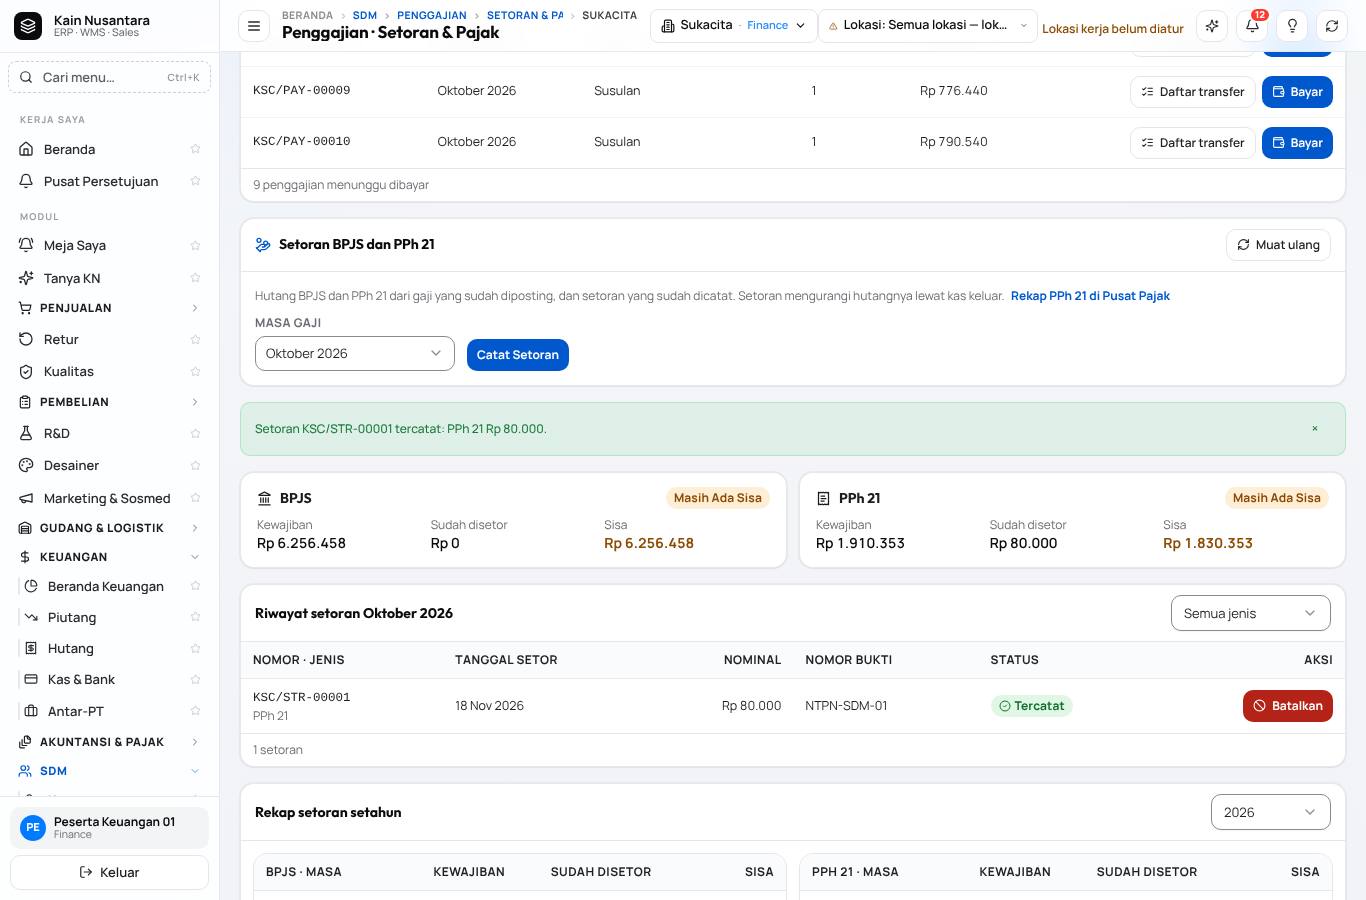 Kain Nusantara
ERP · WMS · Sales
Cari menu... Ctrl+K
KERJA SAYA
Beranda
Pusat Persetujuan
MODUL
Meja Saya
Tanya KN
PENJUALAN
Retur
Kualitas
PEMBELIAN
R&D
Desainer
Marketing & Sosmed
GUDANG & LOGISTIK
KEUANGAN
Beranda Keuangan
Piutang
Hutang
Kas & Bank
Antar-PT
AKUNTANSI & PAJAK
SDM
PE Peserta Keuangan 01
Finance
Keluar
BERANDA › SDM › PENGGAJIAN › SETORAN & PA › SUKACITA
Penggajian · Setoran & Pajak
Sukacita · Finance
Lokasi: Semua lokasi — lok...
Lokasi kerja belum diatur
12
KSC/PAY-00009 Oktober 2026 Susulan 1 Rp 776.440 Daftar transfer Bayar
KSC/PAY-00010 Oktober 2026 Susulan 1 Rp 790.540 Daftar transfer Bayar
9 penggajian menunggu dibayar
Setoran BPJS dan PPh 21 Muat ulang
Hutang BPJS dan PPh 21 dari gaji yang sudah diposting, dan setoran yang sudah dicatat. Setoran mengurangi hutangnya lewat kas keluar. Rekap PPh 21 di Pusat Pajak
MASA GAJI
Oktober 2026 Catat Setoran
Setoran KSC/STR-00001 tercatat: PPh 21 Rp 80.000. ×
BPJS Masih Ada Sisa
Kewajiban Sudah disetor Sisa
Rp 6.256.458 Rp 0 Rp 6.256.458
PPh 21 Masih Ada Sisa
Kewajiban Sudah disetor Sisa
Rp 1.910.353 Rp 80.000 Rp 1.830.353
Riwayat setoran Oktober 2026 Semua jenis
NOMOR · JENIS TANGGAL SETOR NOMINAL NOMOR BUKTI STATUS AKSI
KSC/STR-00001 18 Nov 2026 Rp 80.000 NTPN-SDM-01 Tercatat Batalkan
PPh 21
1 setoran
Rekap setoran setahun 2026
BPJS · MASA KEWAJIBAN SUDAH DISETOR SISA
PPH 21 · MASA KEWAJIBAN SUDAH DISETOR SISA